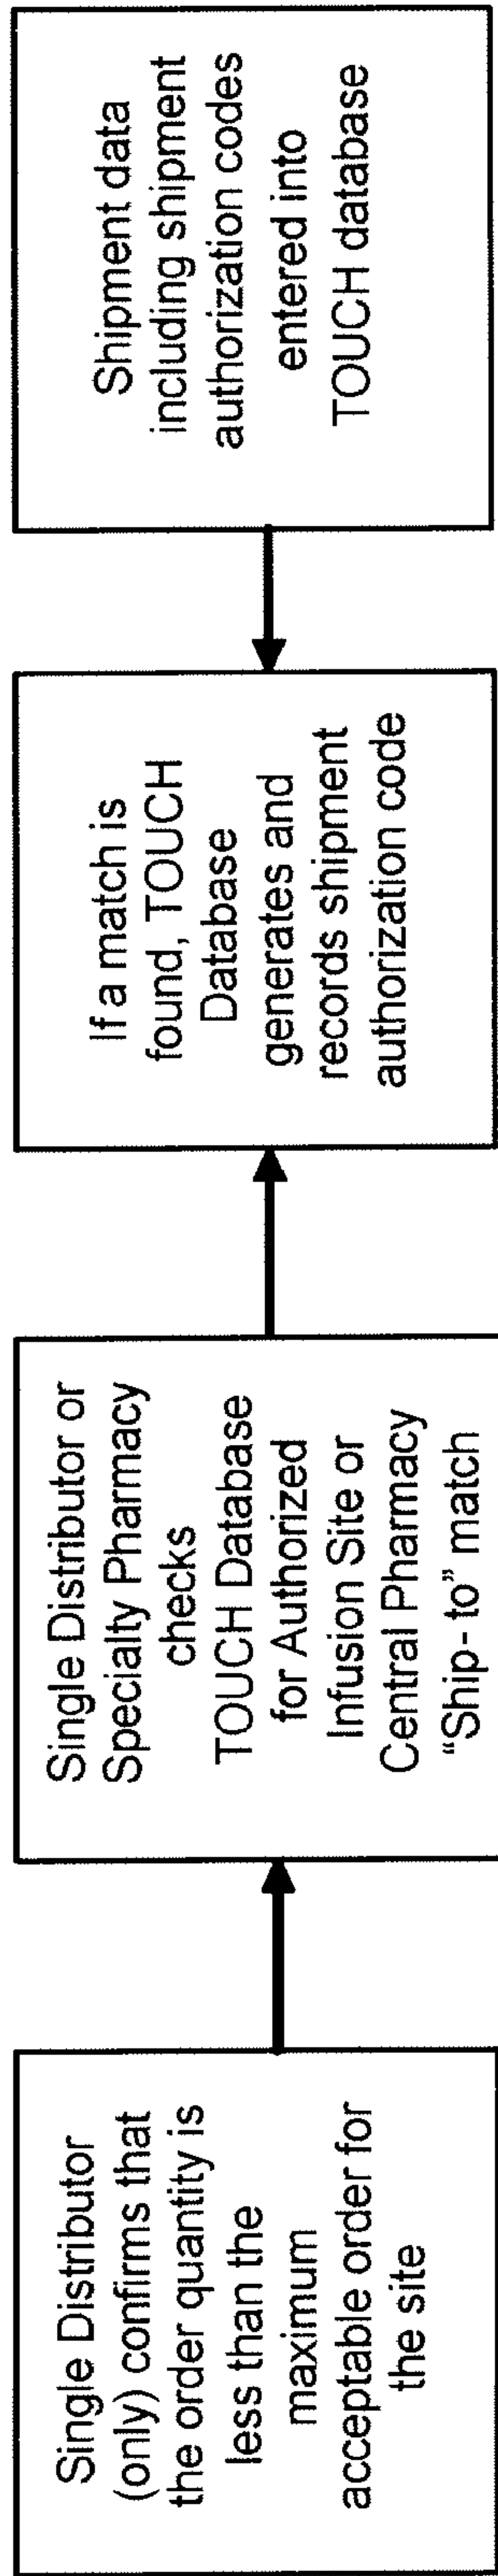 Single Distributor
(only) confirms that
the order quantity is
less than the
maximum
acceptable order for
the site
Single Distributor or
Specialty Pharmacy
checks
TOUCH Database
for Authorized
Infusion Site or
Central Pharmacy
“Ship- to” match
If a match is
found, TOUCH
Database
generates and
records shipment
authorization code
Shipment data
including shipment
authorization codes
entered into
TOUCH database